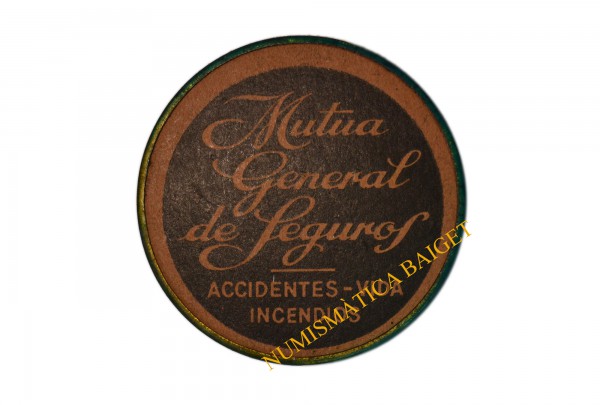 Mutua
General
de Seguros
ACCIDENTES-VIDA
INCENDIOS
NUMISMÀTICA BAIGET